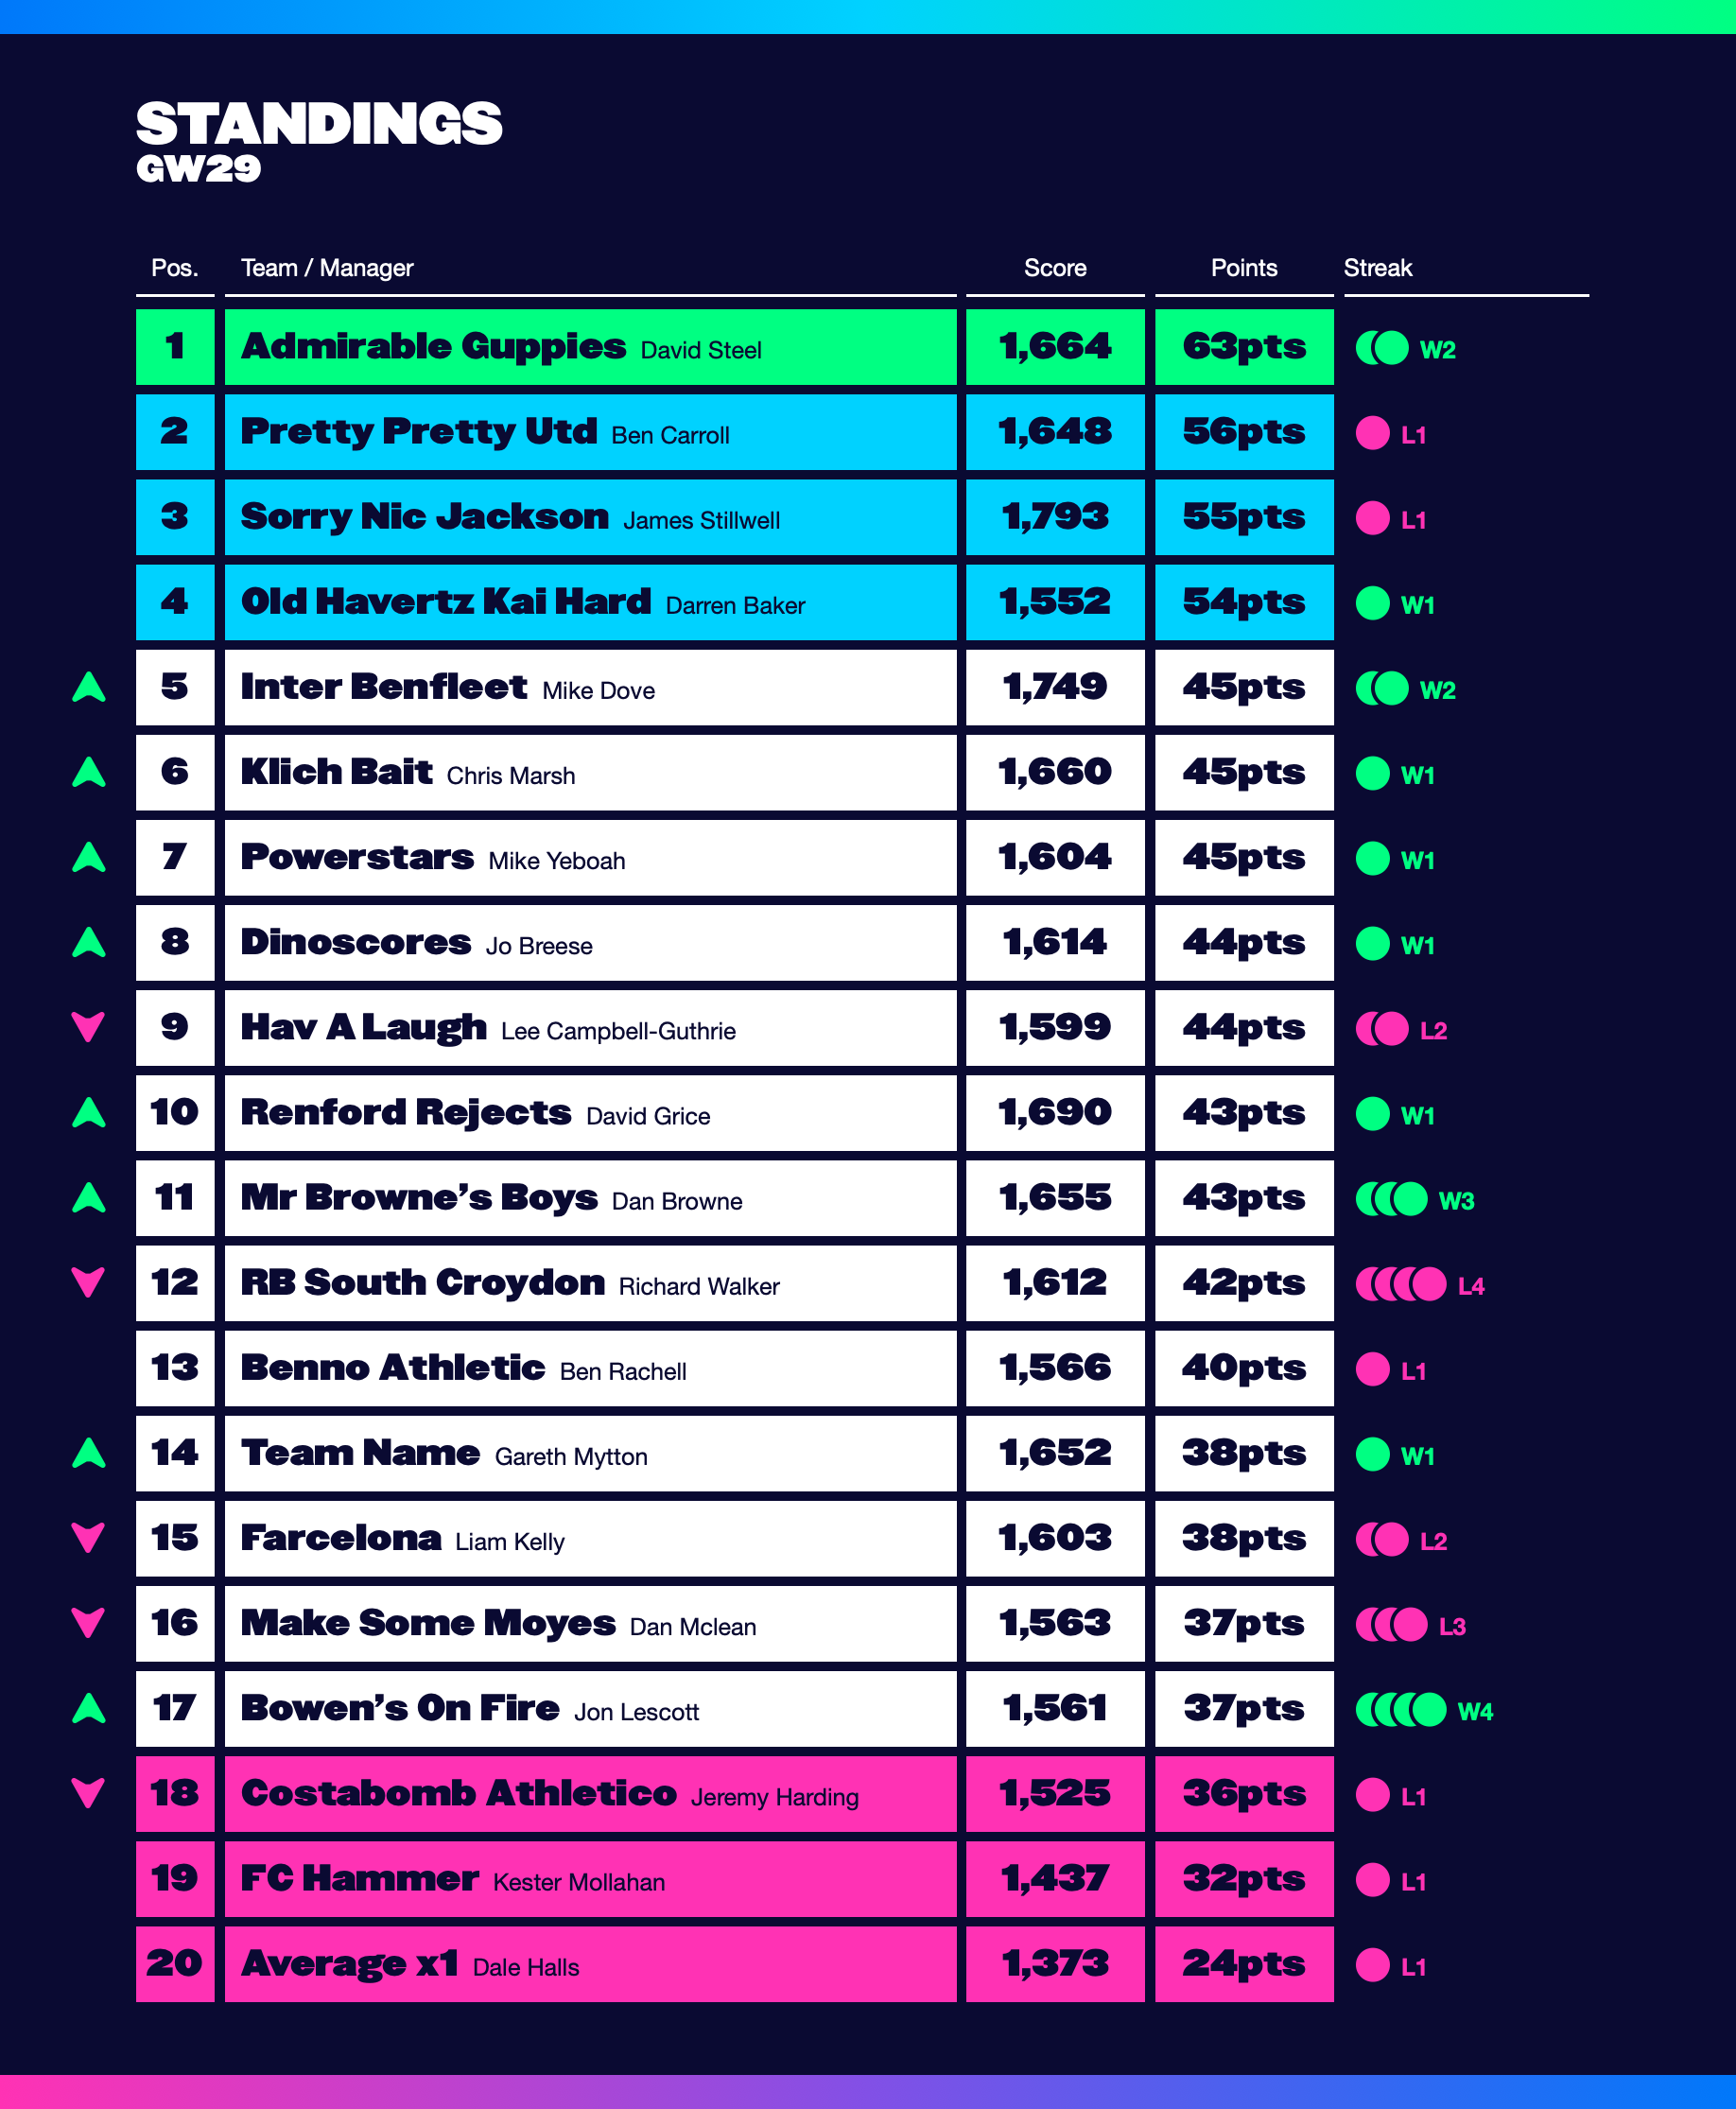 STANDINGS
GW29
Pos. Team / Manager Score Points Streak
1 Admirable Guppies David Steel 1,664 63pts W2
2 Pretty Pretty Utd Ben Carroll 1,648 56pts L1
3 Sorry Nic Jackson James Stillwell 1,793 55pts L1
4 Old Havertz Kai Hard Darren Baker 1,552 54pts W1
5 Inter Benfleet Mike Dove 1,749 45pts W2
6 Klich Bait Chris Marsh 1,660 45pts W1
7 Powerstars Mike Yeboah 1,604 45pts W1
8 Dinoscores Jo Breese 1,614 44pts W1
9 Hav A Laugh Lee Campbell-Guthrie 1,599 44pts L2
10 Renford Rejects David Grice 1,690 43pts W1
11 Mr Browne’s Boys Dan Browne 1,655 43pts W3
12 RB South Croydon Richard Walker 1,612 42pts L4
13 Benno Athletic Ben Rachell 1,566 40pts L1
14 Team Name Gareth Mytton 1,652 38pts W1
15 Farcelona Liam Kelly 1,603 38pts L2
16 Make Some Moyes Dan Mclean 1,563 37pts L3
17 Bowen’s On Fire Jon Lescott 1,561 37pts W4
18 Costabomb Athletico Jeremy Harding 1,525 36pts L1
19 FC Hammer Kester Mollahan 1,437 32pts L1
20 Average x1 Dale Halls 1,373 24pts L1